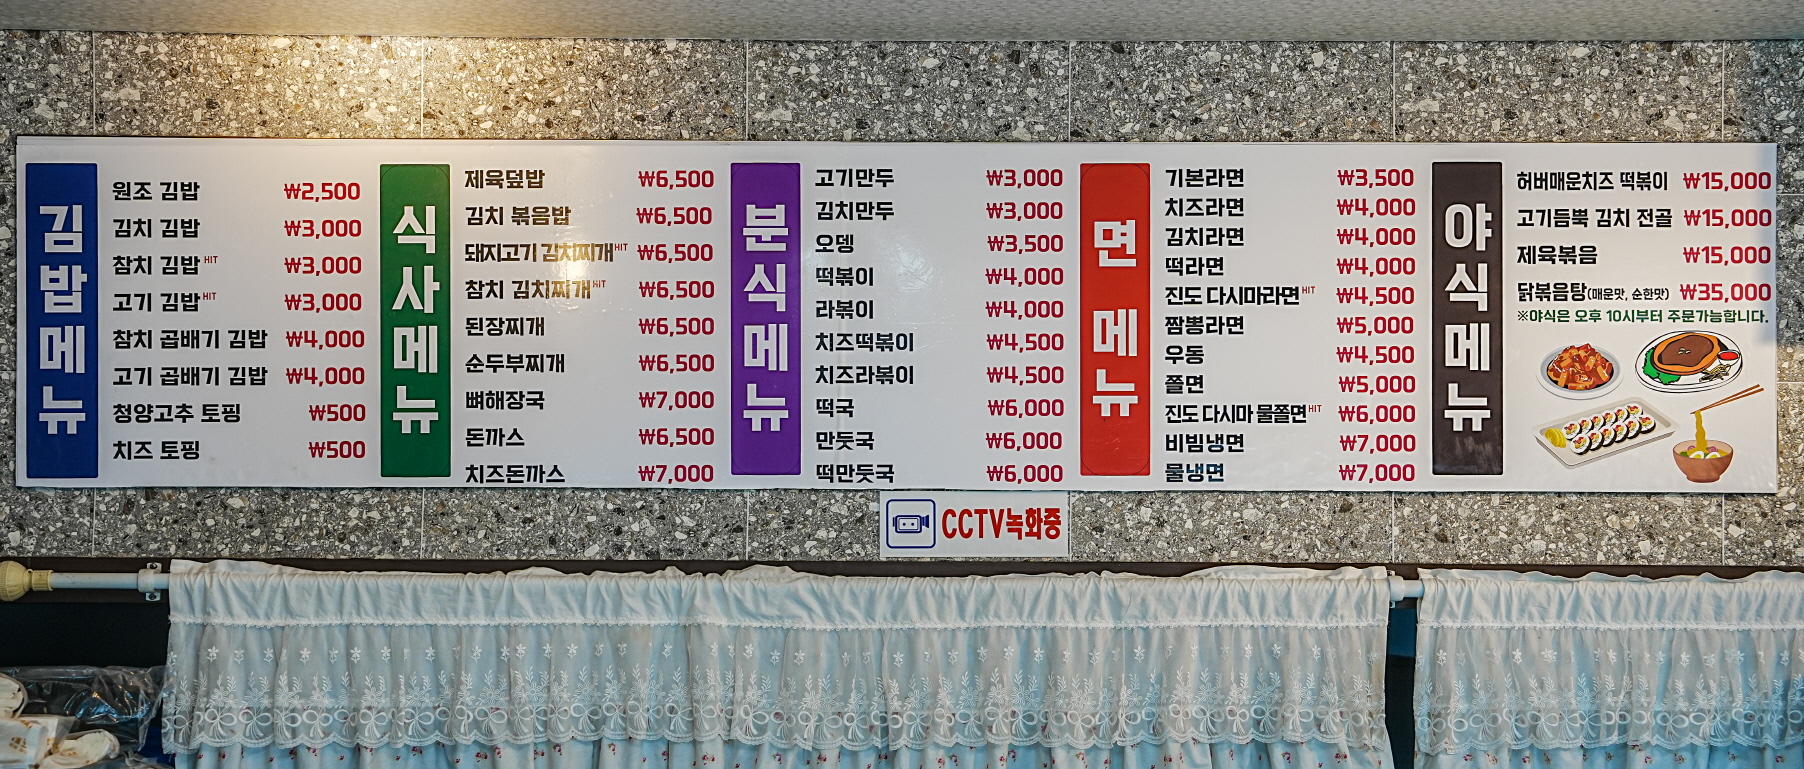 김밥메뉴
원조 김밥 ₩2,500
김치 김밥 ₩3,000
참치 김밥 HIT ₩3,000
고기 김밥 HIT ₩3,000
참치 곱배기 김밥 ₩4,000
고기 곱배기 김밥 ₩4,000
청양고추 토핑 ₩500
치즈 토핑 ₩500
식사메뉴
제육덮밥 ₩6,500
김치 볶음밥 ₩6,500
돼지고기 김치찌개 HIT ₩6,500
참치 김치찌개 HIT ₩6,500
된장찌개 ₩6,500
순두부찌개 ₩6,500
뼈해장국 ₩7,000
돈까스 ₩6,500
치즈돈까스 ₩7,000
분식메뉴
고기만두 ₩3,000
김치만두 ₩3,000
오뎅 ₩3,500
떡볶이 ₩4,000
라볶이 ₩4,000
치즈떡볶이 ₩4,500
치즈라볶이 ₩4,500
떡국 ₩6,000
만둣국 ₩6,000
떡만둣국 ₩6,000
면 메뉴
기본라면 ₩3,500
치즈라면 ₩4,000
김치라면 ₩4,000
떡라면 ₩4,000
진도 다시마라면 HIT ₩4,500
짬뽕라면 ₩5,000
우동 ₩4,500
쫄면 ₩5,000
진도 다시마 물쫄면 HIT ₩6,000
비빔냉면 ₩7,000
물냉면 ₩7,000
야식메뉴
허버매운치즈 떡볶이 ₩15,000
고기듬뿍 김치 전골 ₩15,000
제육볶음 ₩15,000
닭볶음탕(매운맛, 순한맛) ₩35,000
※야식은 오후 10시부터 주문가능합니다.
CCTV녹화중